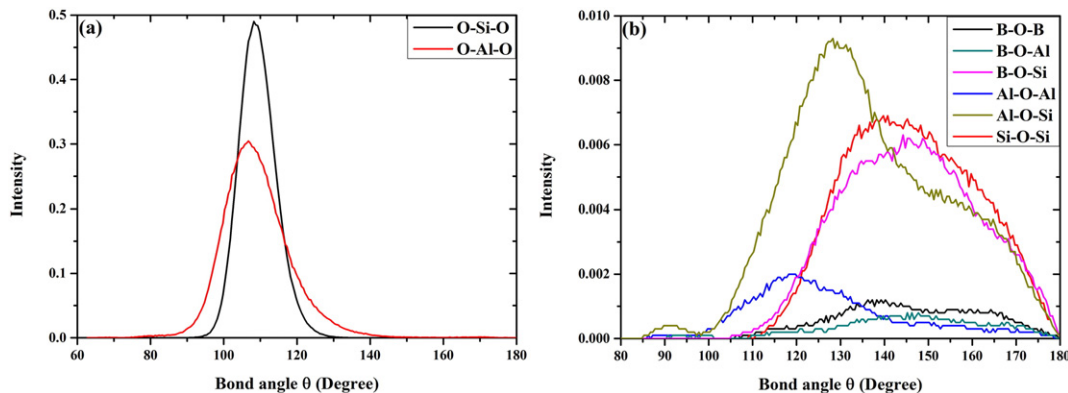 (a)
O-Si-O
O-Al-O
Intensity
0.5
0.4
0.3
0.2
0.1
0.0
60 80 100 120 140 160 180
Bond angle θ (Degree)
(b)
B-O-B
B-O-Al
B-O-Si
Al-O-Al
Al-O-Si
Si-O-Si
Intensity
0.010
0.008
0.006
0.004
0.002
0.000
80 90 100 110 120 130 140 150 160 170 180
Bond angle θ (Degree)